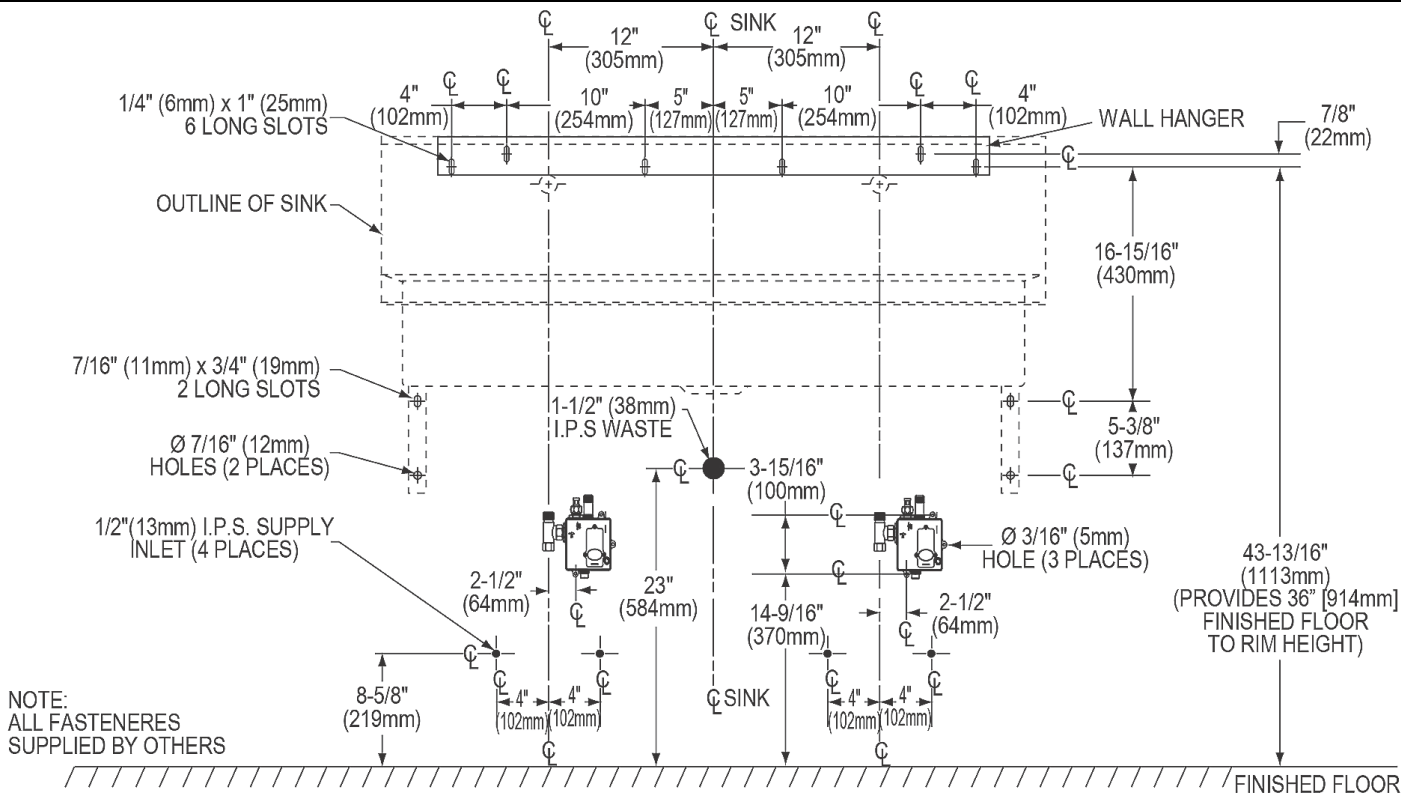 ℄ SINK
℄
℄
12"
(305mm)
12"
(305mm)
℄
℄
℄
℄
1/4" (6mm) x 1" (25mm)
6 LONG SLOTS
4"
(102mm)
10"
(254mm)
5"
(127mm)
5"
(127mm)
10"
(254mm)
4"
(102mm)
WALL HANGER
7/8"
(22mm)
℄
OUTLINE OF SINK
16-15/16"
(430mm)
7/16" (11mm) x 3/4" (19mm)
2 LONG SLOTS
℄
1-1/2" (38mm)
I.P.S WASTE
5-3/8"
(137mm)
Ø 7/16" (12mm)
HOLES (2 PLACES)
℄
℄
3-15/16"
(100mm)
℄
1/2"(13mm) I.P.S. SUPPLY
INLET (4 PLACES)
Ø 3/16" (5mm)
HOLE (3 PLACES)
43-13/16"
(1113mm)
(PROVIDES 36” [914mm]
FINISHED FLOOR
TO RIM HEIGHT)
℄
2-1/2"
(64mm)
℄
23"
(584mm)
14-9/16"
(370mm)
2-1/2"
(64mm)
℄
℄
℄
℄
℄
℄
8-5/8"
(219mm)
4"
(102mm)
4"
(102mm)
℄ SINK
4"
(102mm)
4"
(102mm)
℄
℄
NOTE:
ALL FASTENERES
SUPPLIED BY OTHERS
FINISHED FLOOR